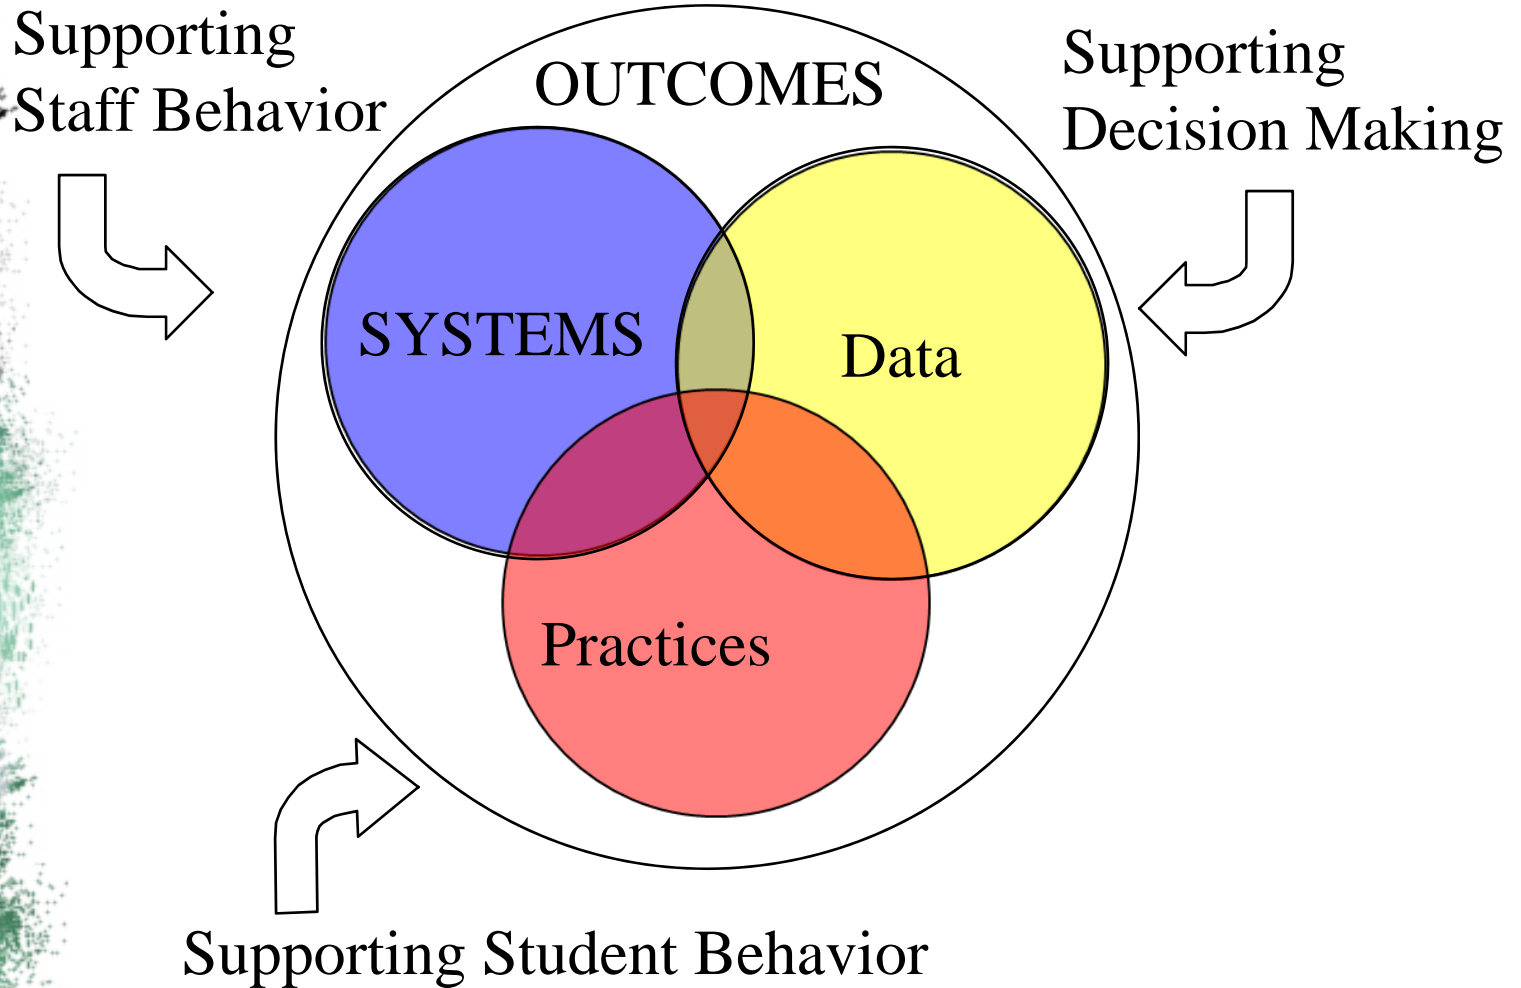 Supporting
Staff Behavior
OUTCOMES
Supporting
Decision Making
SYSTEMS
Data
Practices
Supporting Student Behavior